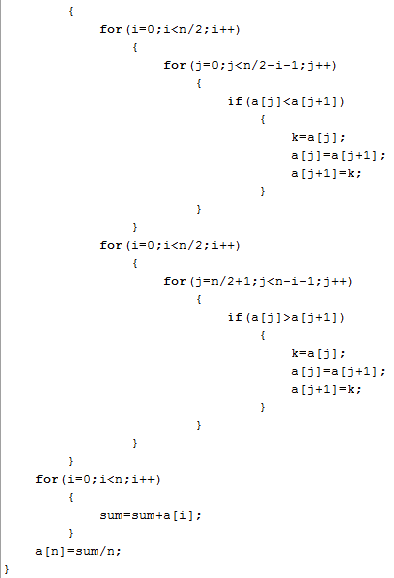 {
for(i=0;i<n/2;i++)
{
for(j=0;j<n/2-i-1;j++)
{
if(a[j]<a[j+1])
{
k=a[j];
a[j]=a[j+1];
a[j+1]=k;
}
}
}
for(i=0;i<n/2;i++)
{
for(j=n/2+1;j<n-i-1;j++)
{
if(a[j]>a[j+1])
{
k=a[j];
a[j]=a[j+1];
a[j+1]=k;
}
}
}
}
for(i=0;i<n;i++)
{
sum=sum+a[i];
}
a[n]=sum/n;
}